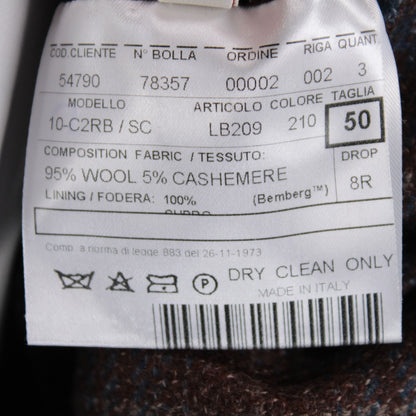 COD.CLIENTE N° BOLLA ORDINE RIGA QUANT.
54790 78357 00002 002 3
MODELLO ARTICOLO COLORE TAGLIA
10-C2RB / SC LB209 210 50
COMPOSITION FABRIC / TESSUTO: DROP
95% WOOL 5% CASHEMERE 8R
LINING / FODERA: 100% (Bemberg™)
Comp. a norma di legge 883 del 26-11-1973
P DRY CLEAN ONLY
MADE IN ITALY